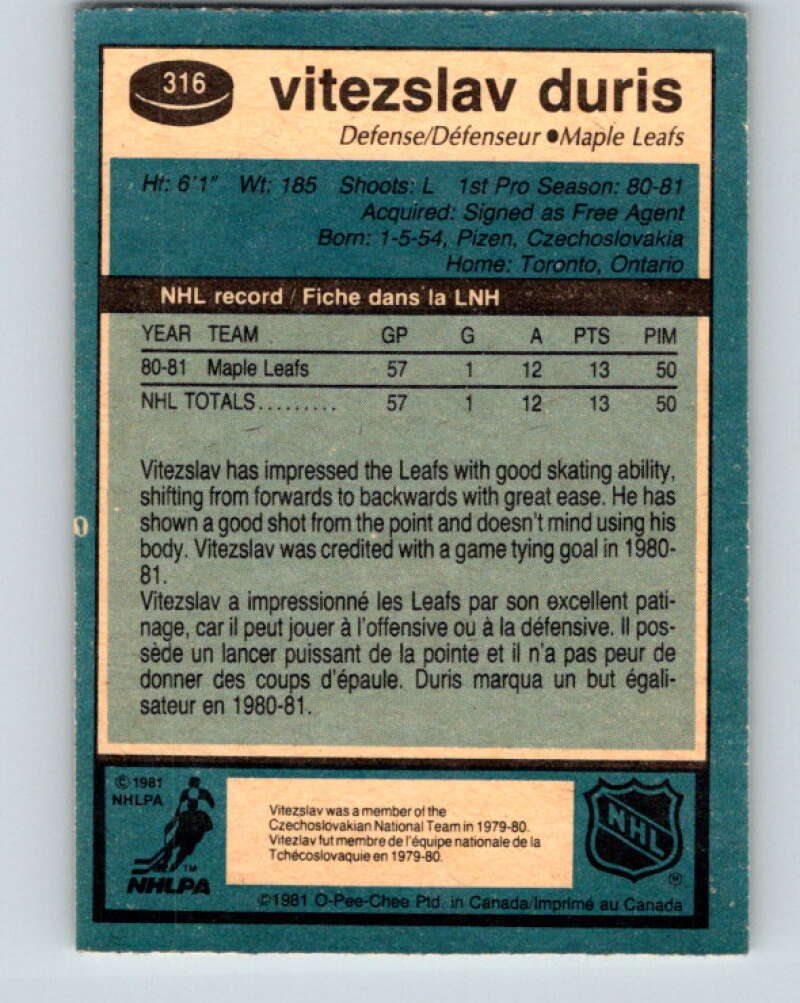 316
vitezslav duris
Defense/Défenseur ●Maple Leafs
Ht: 6'1" Wt: 185 Shoots: L 1st Pro Season: 80-81
Acquired: Signed as Free Agent
Born: 1-5-54, Pizen, Czechoslovakia
Home: Toronto, Ontario
NHL record / Fiche dans la LNH
YEAR TEAM GP G A PTS PIM
80-81 Maple Leafs 57 1 12 13 50
NHL TOTALS......... 57 1 12 13 50
Vitezslav has impressed the Leafs with good skating ability,
shifting from forwards to backwards with great ease. He has
shown a good shot from the point and doesn't mind using his
body. Vitezslav was credited with a game tying goal in 1980-
81.
Vitezslav a impressionné les Leafs par son excellent pati-
nage, car il peut jouer à l'offensive ou à la défensive. Il pos-
sède un lancer puissant de la pointe et il n'a pas peur de
donner des coups d'épaule. Duris marqua un but égali-
sateur en 1980-81.
© 1981
NHLPA
TM
NHLPA
Vitezslav was a member of the
Czechoslovakian National Team in 1979-80.
Vitezlav fut membre de l'équipe nationale de la
Tchécoslovaquie en 1979-80.
NHL
®
©1981 O-Pee-Chee Ptd. in Canada/Imprimé au Canada